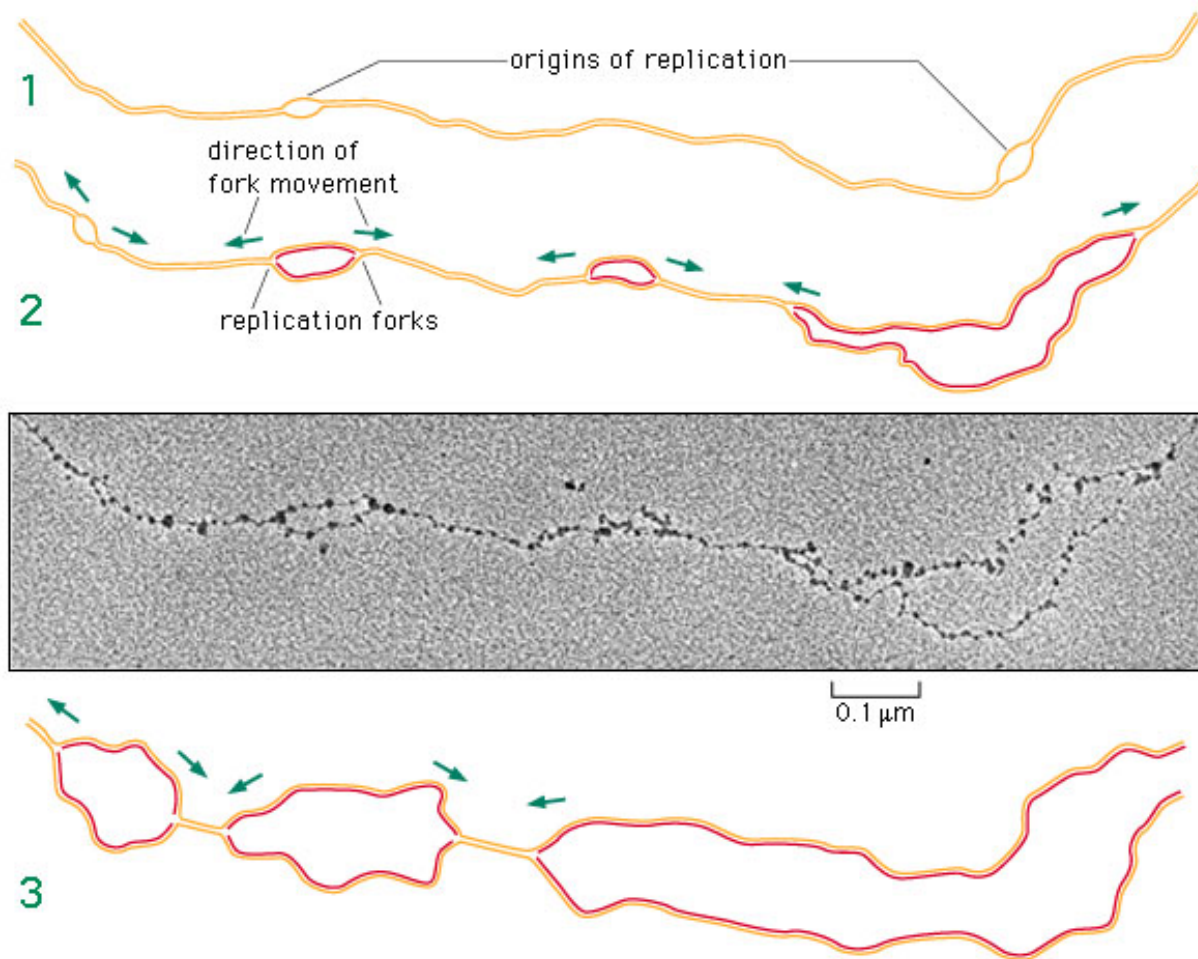 origins of replication
1
direction of
fork movement
replication forks
2
0.1 µm
3